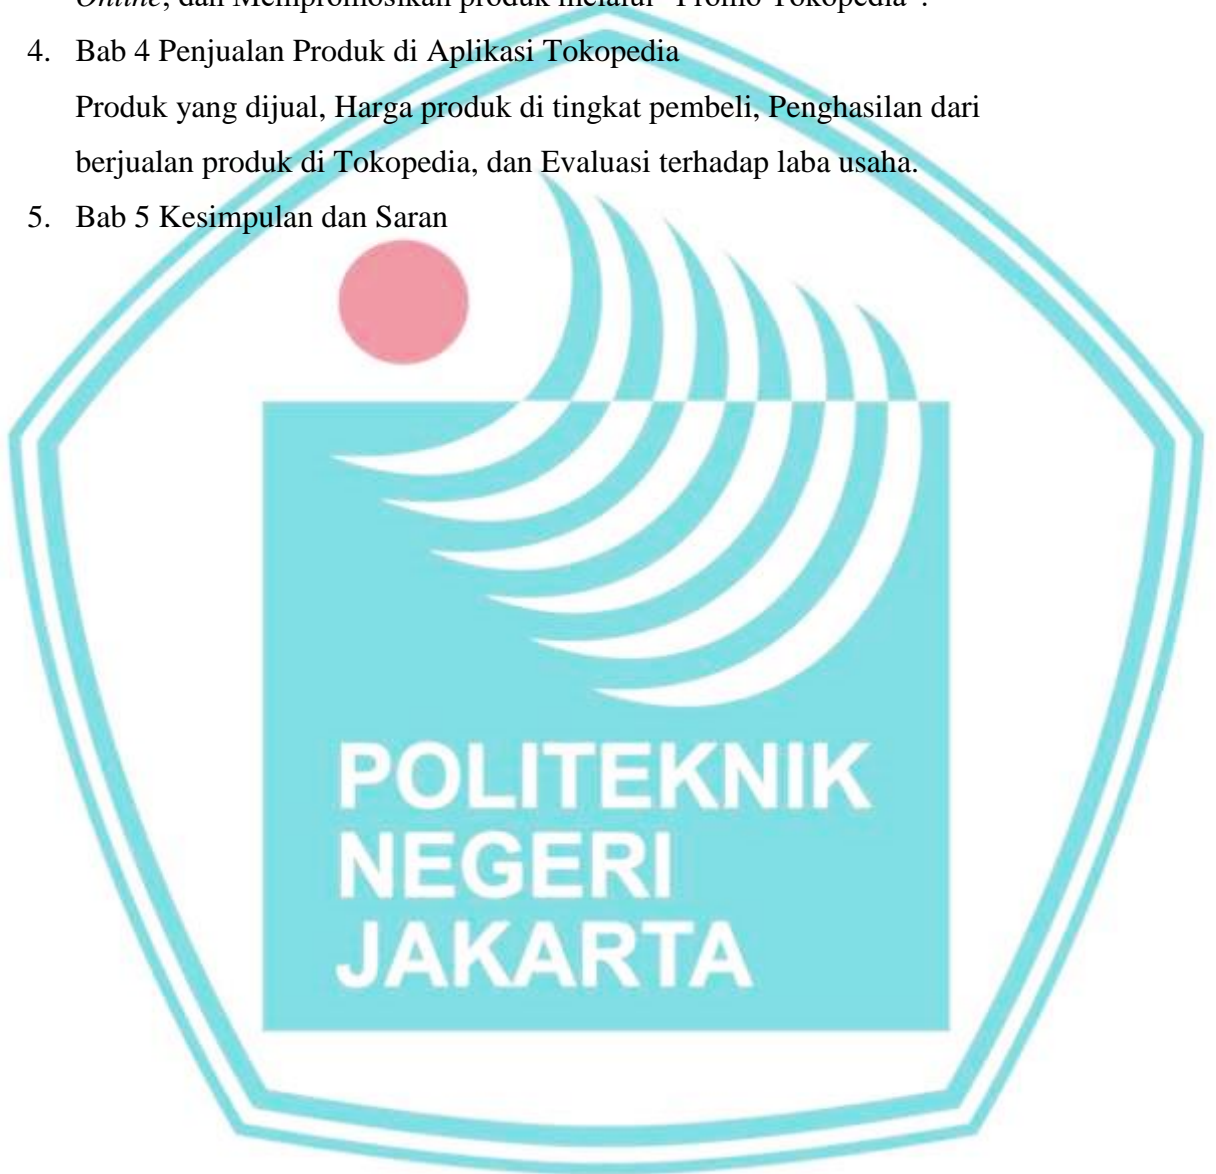 Online, dan Mempromosikan produk melalui "Promo Tokopedia".
4. Bab 4 Penjualan Produk di Aplikasi Tokopedia
Produk yang dijual, Harga produk di tingkat pembeli, Penghasilan dari
berjualan produk di Tokopedia, dan Evaluasi terhadap laba usaha.
5. Bab 5 Kesimpulan dan Saran
POLITEKNIK
NEGERI
JAKARTA